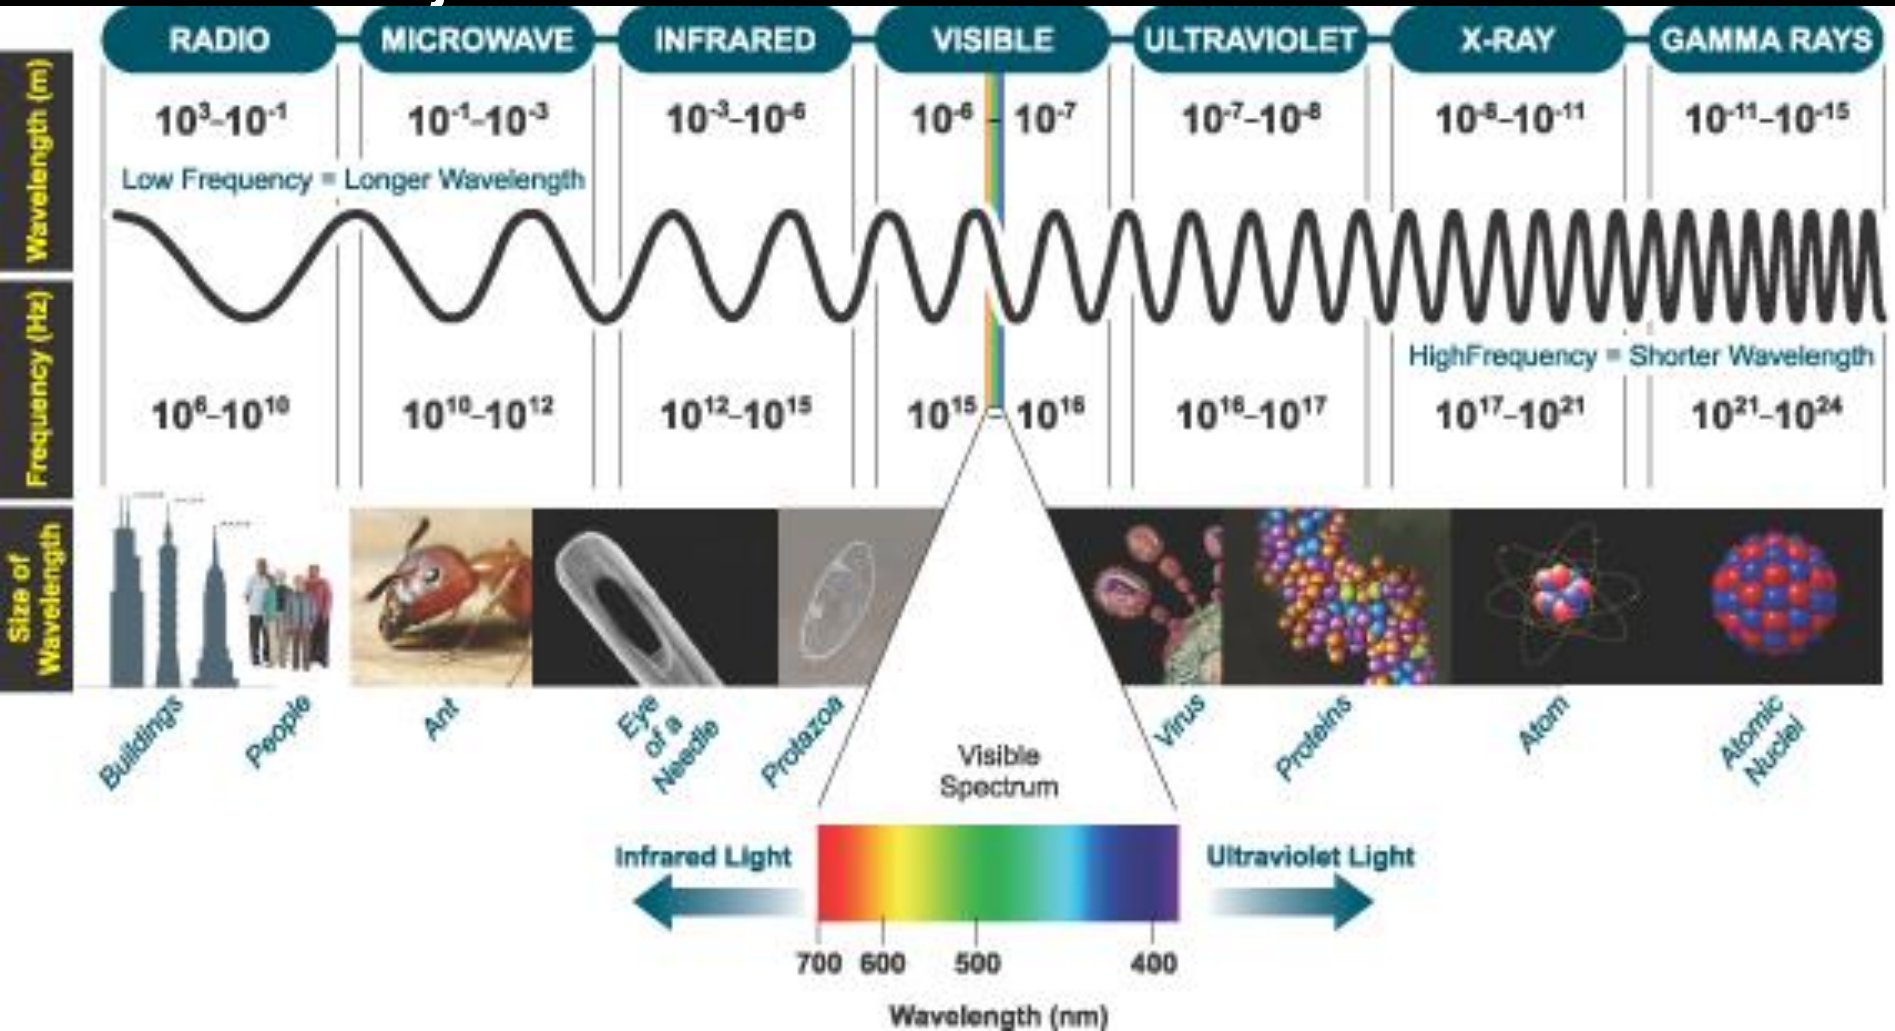 RADIO
MICROWAVE
INFRARED
VISIBLE
ULTRAVIOLET
X-RAY
GAMMA RAYS
Wavelength (m)
10³–10⁻¹
10⁻¹–10⁻³
10⁻³–10⁻⁶
10⁻⁶ – 10⁻⁷
10⁻⁷–10⁻⁸
10⁻⁸–10⁻¹¹
10⁻¹¹–10⁻¹⁵
Low Frequency = Longer Wavelength
HighFrequency = Shorter Wavelength
Frequency (Hz)
10⁶–10¹⁰
10¹⁰–10¹²
10¹²–10¹⁵
10¹⁵ – 10¹⁶
10¹⁶–10¹⁷
10¹⁷–10²¹
10²¹–10²⁴
Size of
Wavelength
Buildings
People
Ant
Eye
of a
Needle
Protazoa
Virus
Proteins
Atom
Atomic
Nuclei
Visible
Spectrum
Infrared Light
Ultraviolet Light
700 600 500 400
Wavelength (nm)